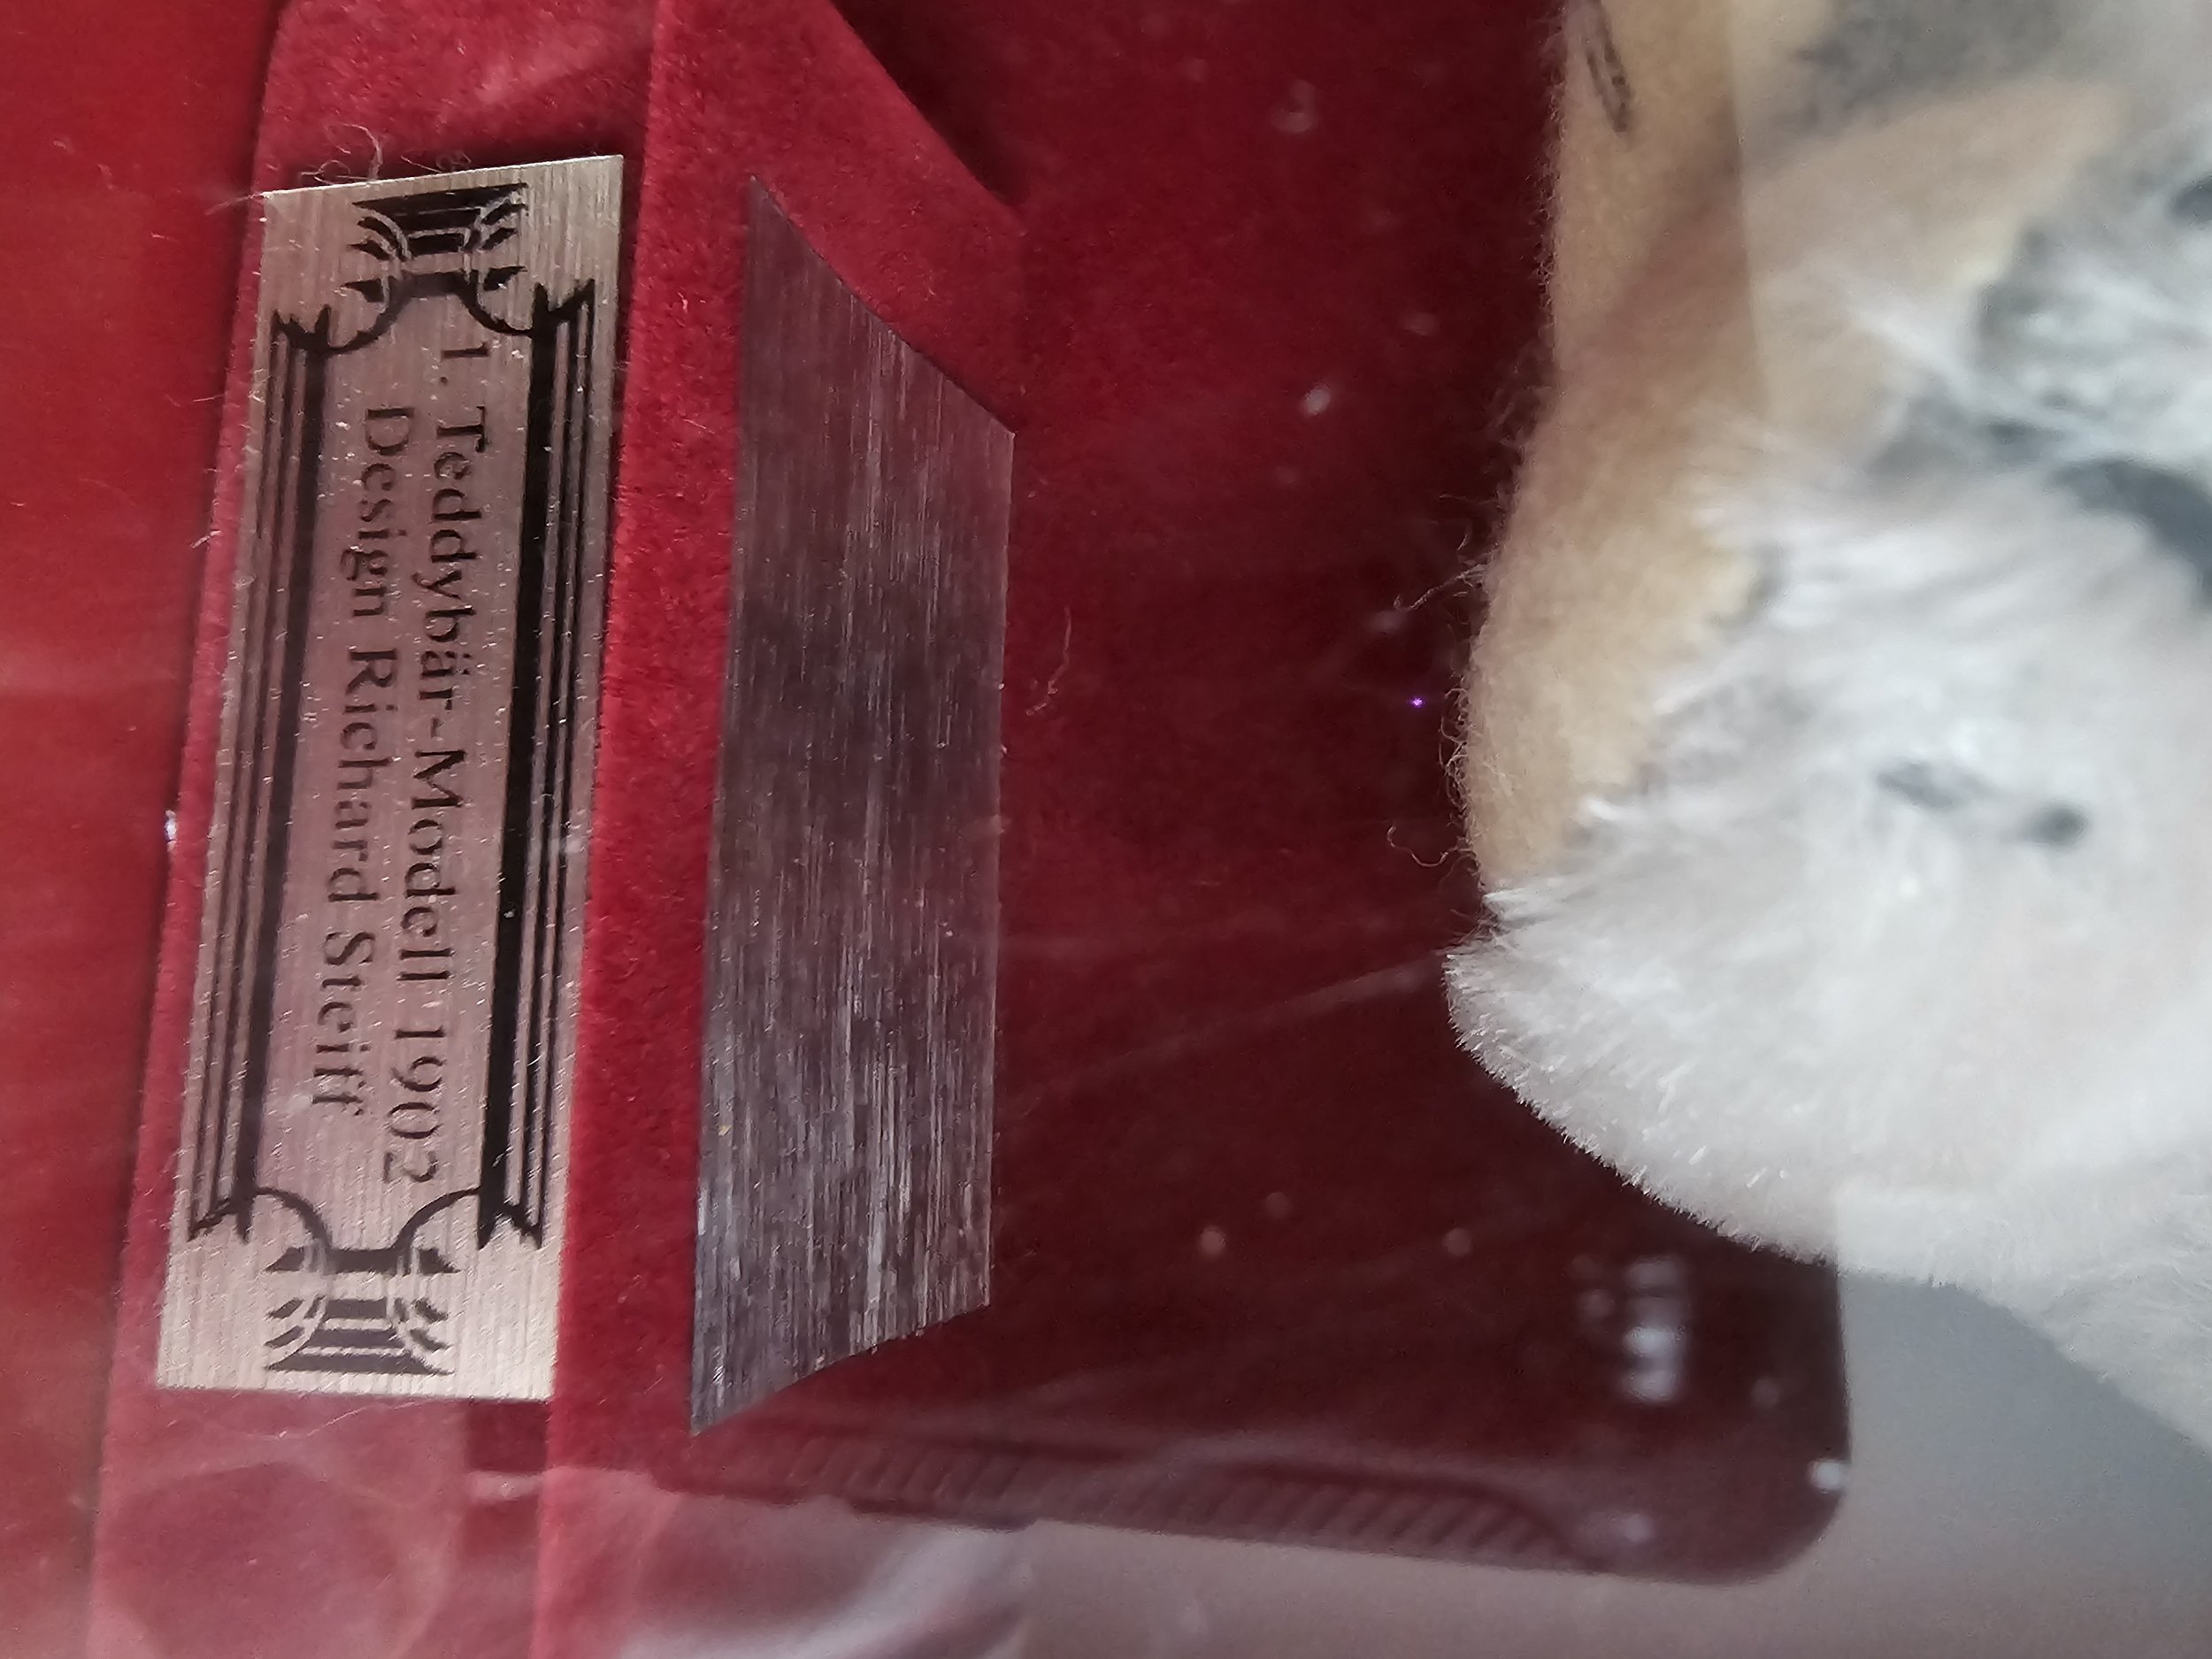 1. Teddybär-Modell 1902
Design Richard Steiff